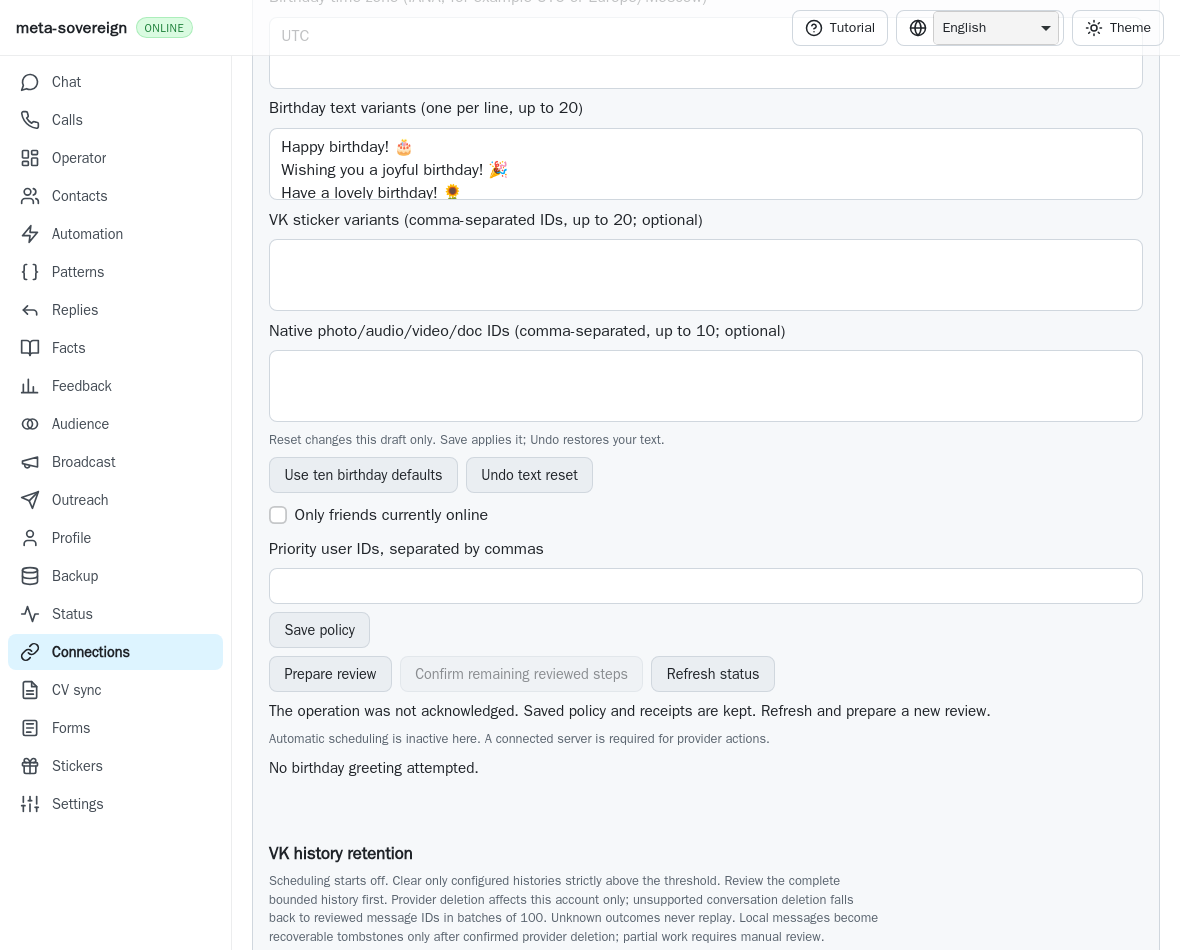 meta-sovereign ONLINE
Tutorial
English
Theme
Chat
Calls
Operator
Contacts
Automation
Patterns
Replies
Facts
Feedback
Audience
Broadcast
Outreach
Profile
Backup
Status
Connections
CV sync
Forms
Stickers
Settings
UTC
Birthday text variants (one per line, up to 20)
Happy birthday! 🎂
Wishing you a joyful birthday! 🎉
Have a lovely birthday! 🌻
VK sticker variants (comma-separated IDs, up to 20; optional)
Native photo/audio/video/doc IDs (comma-separated, up to 10; optional)
Reset changes this draft only. Save applies it; Undo restores your text.
Use ten birthday defaults
Undo text reset
Only friends currently online
Priority user IDs, separated by commas
Save policy
Prepare review
Confirm remaining reviewed steps
Refresh status
The operation was not acknowledged. Saved policy and receipts are kept. Refresh and prepare a new review.
Automatic scheduling is inactive here. A connected server is required for provider actions.
No birthday greeting attempted.
VK history retention
Scheduling starts off. Clear only configured histories strictly above the threshold. Review the complete
bounded history first. Provider deletion affects this account only; unsupported conversation deletion falls
back to reviewed message IDs in batches of 100. Unknown outcomes never replay. Local messages become
recoverable tombstones only after confirmed provider deletion; partial work requires manual review.